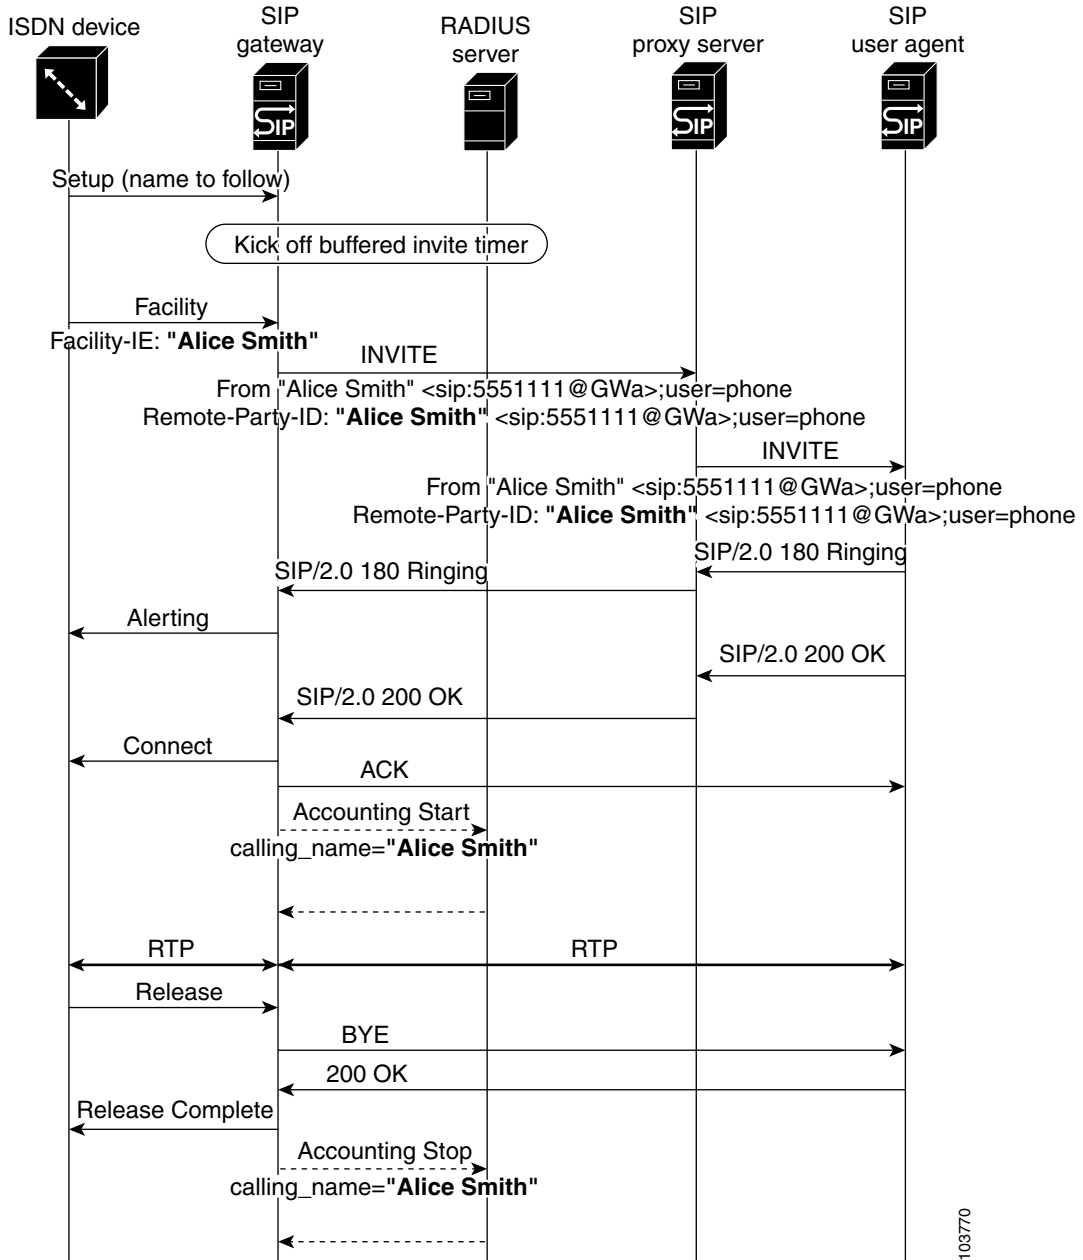 ISDN device
SIP
gateway
RADIUS
server
SIP
proxy server
SIP
user agent
SIP
SIP
SIP
Setup (name to follow)
Kick off buffered invite timer
Facility
Facility-IE: "Alice Smith"
INVITE
From "Alice Smith" <sip:5551111@GWa>;user=phone
Remote-Party-ID: "Alice Smith" <sip:5551111@GWa>;user=phone
INVITE
From "Alice Smith" <sip:5551111@GWa>;user=phone
Remote-Party-ID: "Alice Smith" <sip:5551111@GWa>;user=phone
SIP/2.0 180 Ringing
SIP/2.0 180 Ringing
Alerting
SIP/2.0 200 OK
SIP/2.0 200 OK
Connect
ACK
Accounting Start
calling_name="Alice Smith"
RTP
RTP
Release
BYE
200 OK
Release Complete
Accounting Stop
calling_name="Alice Smith"
103770